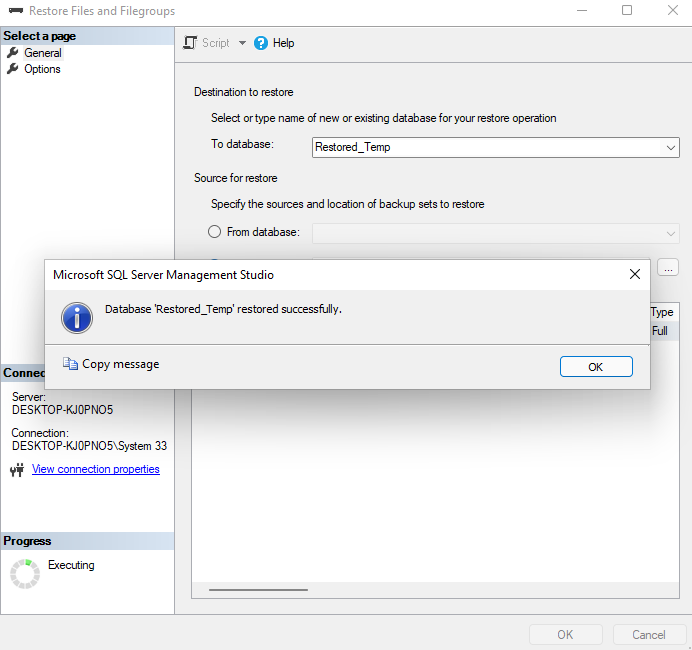 Restore Files and Filegroups
Select a page
General
Options
Script
Help
Destination to restore
Select or type name of new or existing database for your restore operation
To database:
Restored_Temp
Source for restore
Specify the sources and location of backup sets to restore
From database:
...
Microsoft SQL Server Management Studio
Database 'Restored_Temp' restored successfully.
Copy message
OK
Type
Full
Connec
Server:
DESKTOP-KJ0PNO5
Connection:
DESKTOP-KJ0PNO5\System 33
View connection properties
Progress
Executing
OK
Cancel